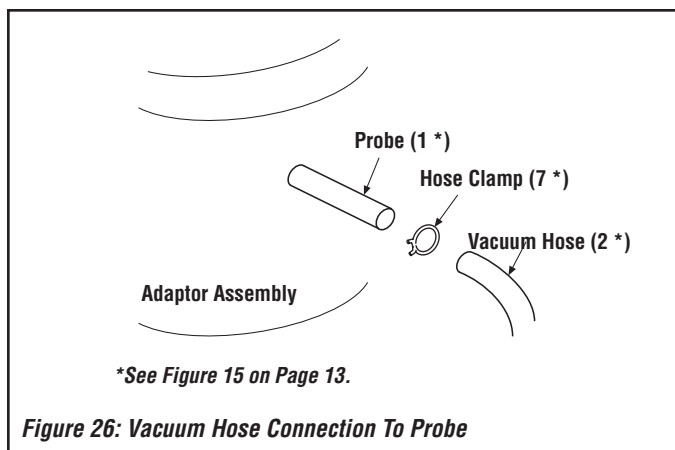 Probe (1 *)
Hose Clamp (7 *)
Vacuum Hose (2 *)
Adaptor Assembly
*See Figure 15 on Page 13.
Figure 26: Vacuum Hose Connection To Probe